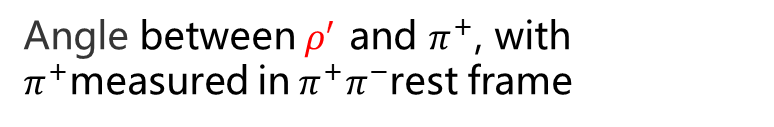 Angle between ρ′ and π⁺, with
π⁺measured in π⁺π⁻rest frame